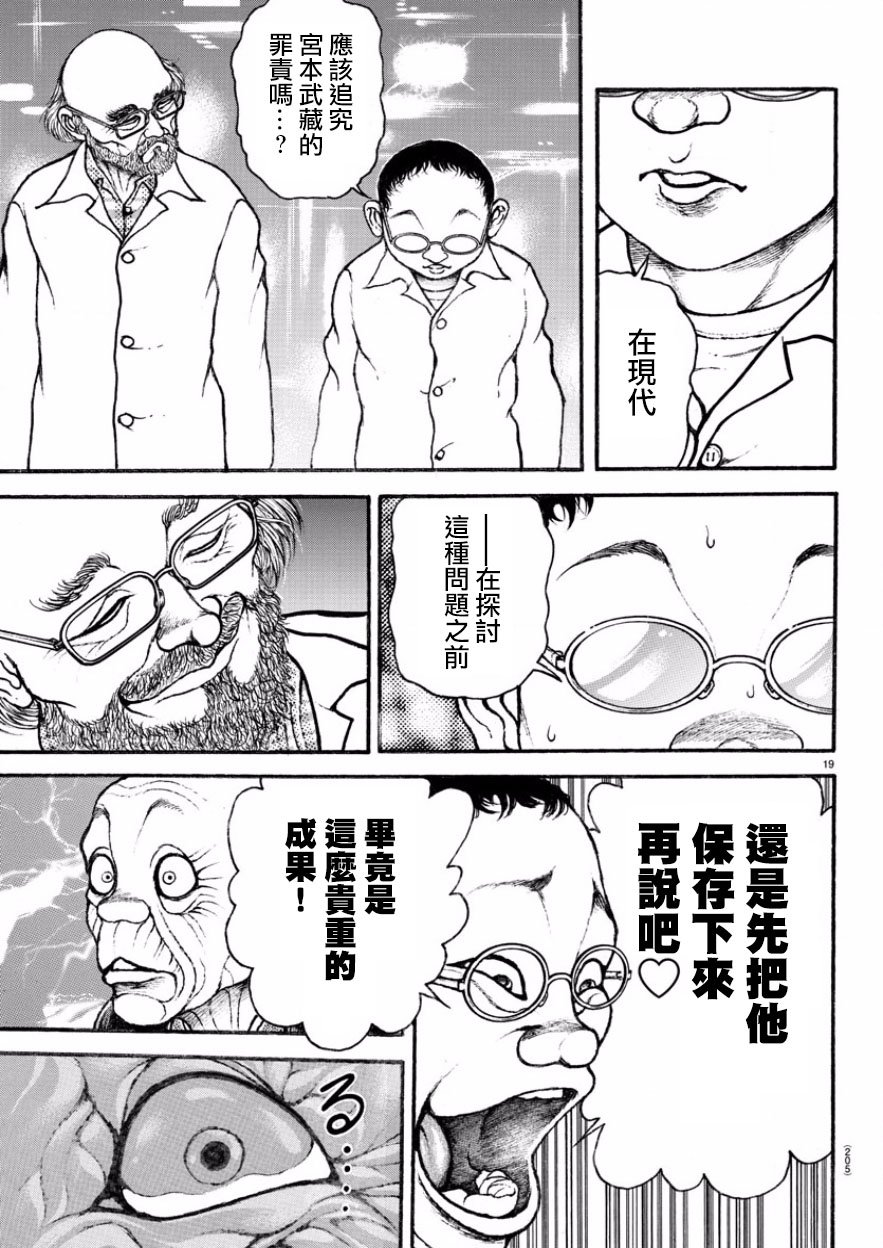 在現代
應該追究
宮本武藏的
罪責嗎…?
——在探討
這種問題之前
19
還是先把他
保存下來
再說吧♡
畢竟是
這麼貴重的
成果!
る…
(205)